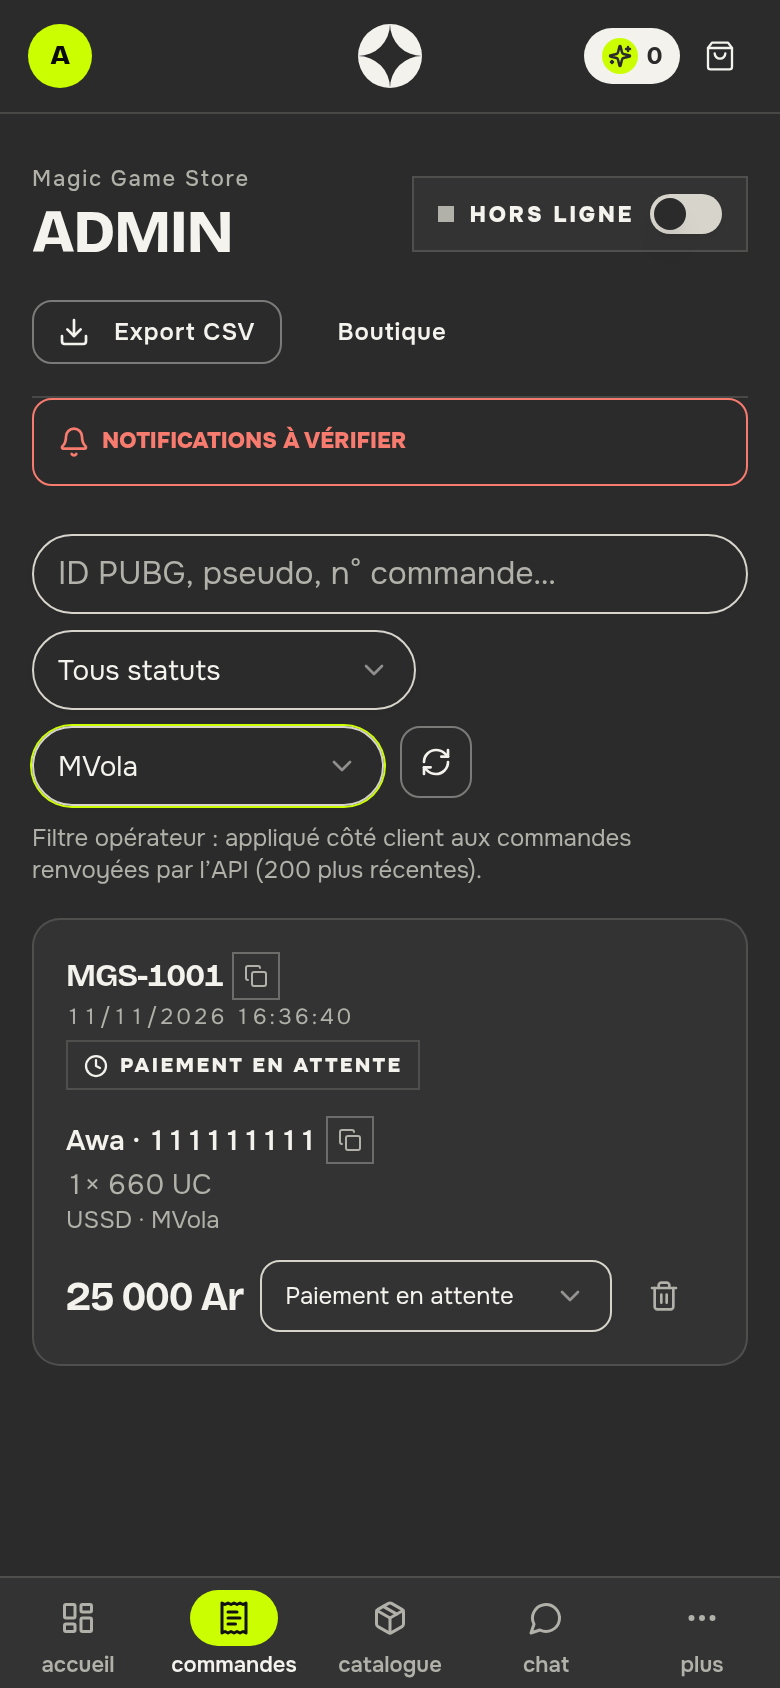 A
0
Magic Game Store
ADMIN
HORS LIGNE
Export CSV
Boutique
NOTIFICATIONS À VÉRIFIER
ID PUBG, pseudo, n° commande...
Tous statuts
MVola
Filtre opérateur : appliqué côté client aux commandes
renvoyées par l’API (200 plus récentes).
MGS-1001
11/11/2026 16:36:40
PAIEMENT EN ATTENTE
Awa · 111111111
1× 660 UC
USSD · MVola
25 000 Ar
Paiement en attente
accueil
commandes
catalogue
chat
plus